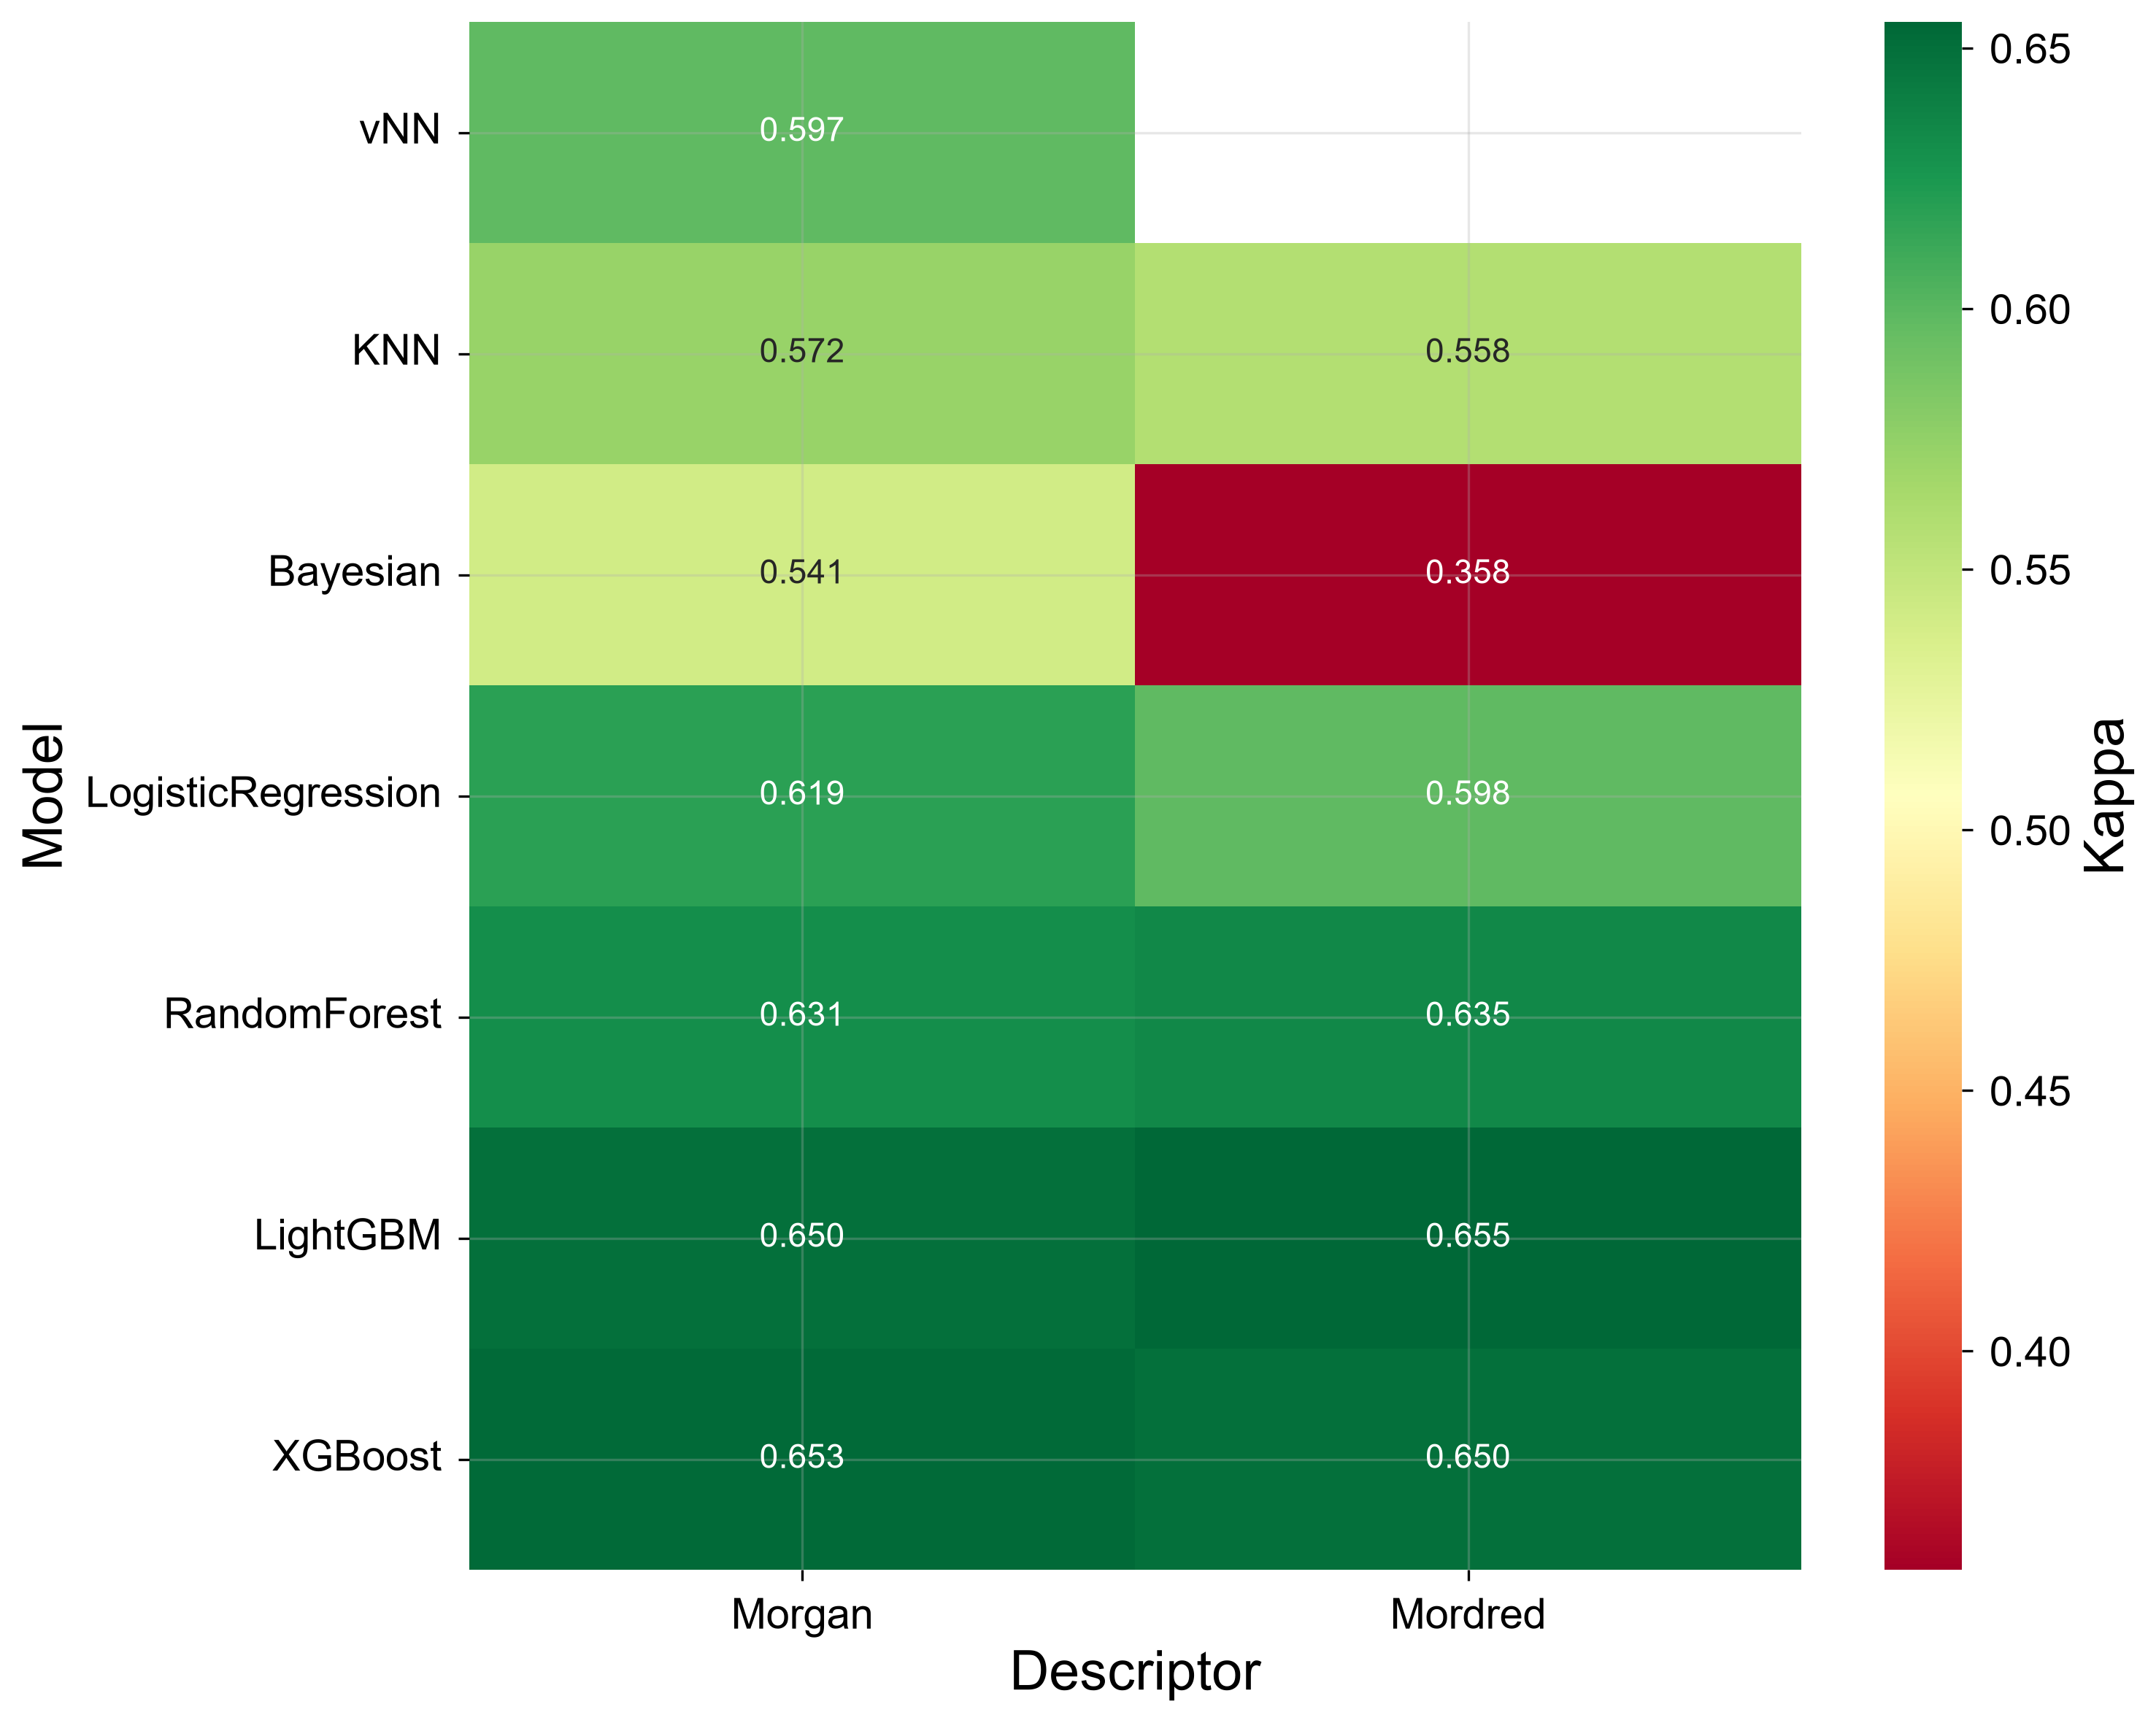 Model
vNN
KNN
Bayesian
LogisticRegression
RandomForest
LightGBM
XGBoost
0.597
0.572 0.558
0.541 0.358
0.619 0.598
0.631 0.635
0.650 0.655
0.653 0.650
Morgan Mordred
Descriptor
0.65
0.60
0.55
0.50
0.45
0.40
Kappa